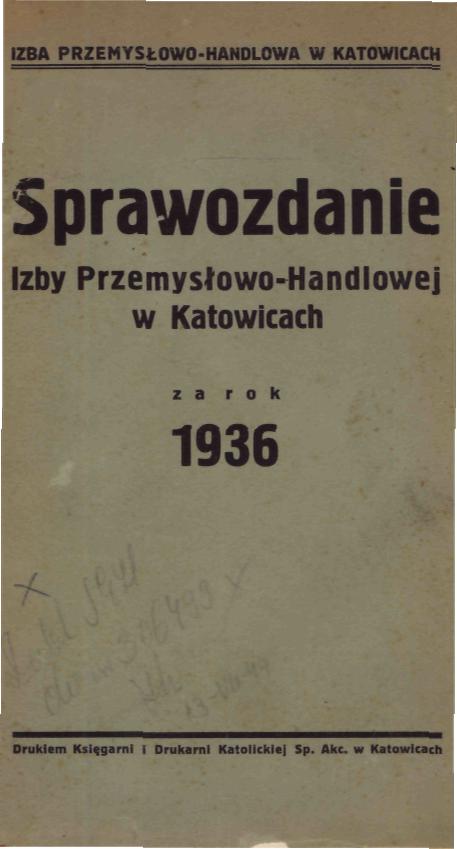 IZBA PRZEMYSŁOWO-HANDLOWA W KATOWICACH
Sprawozdanie
Izby Przemysłowo-Handlowej
w Katowicach
za rok
1936
Drukiem Księgarni i Drukarni Katolickiej Sp. Akc. w Katowicach